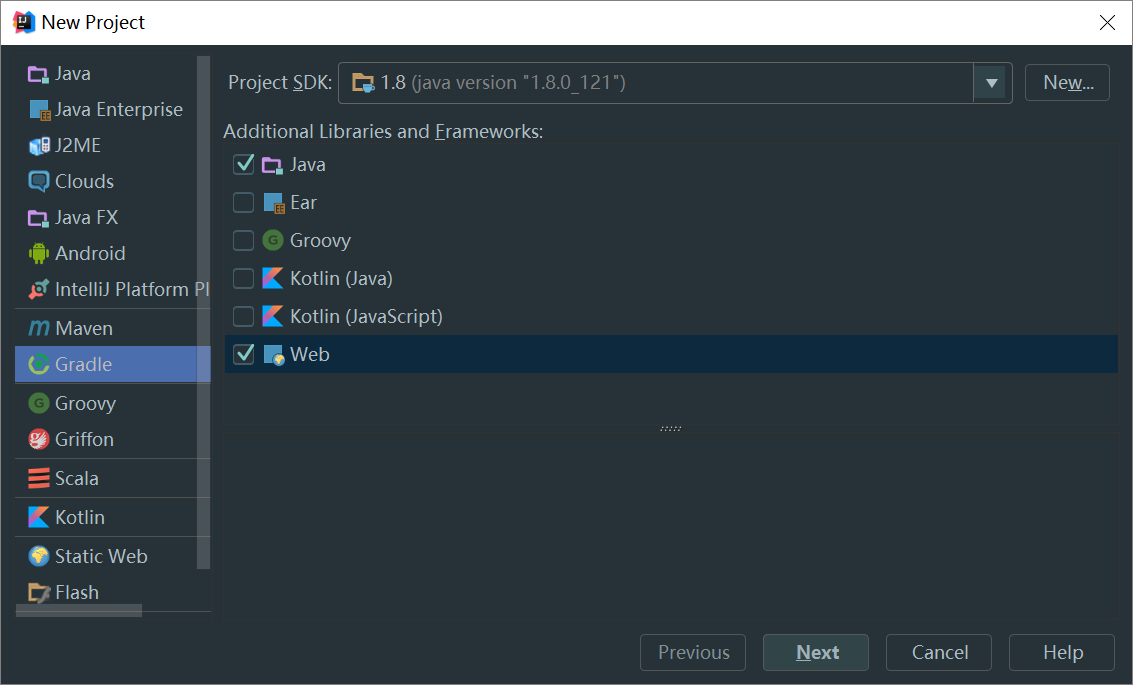 New Project
Java
Java Enterprise
J2ME
Clouds
Java FX
Android
IntelliJ Platform Pl
Maven
Gradle
Groovy
Griffon
Scala
Kotlin
Static Web
Flash
Project SDK: 1.8 (java version "1.8.0_121") New...
Additional Libraries and Frameworks:
Java
Ear
Groovy
Kotlin (Java)
Kotlin (JavaScript)
Web
Previous Next Cancel Help